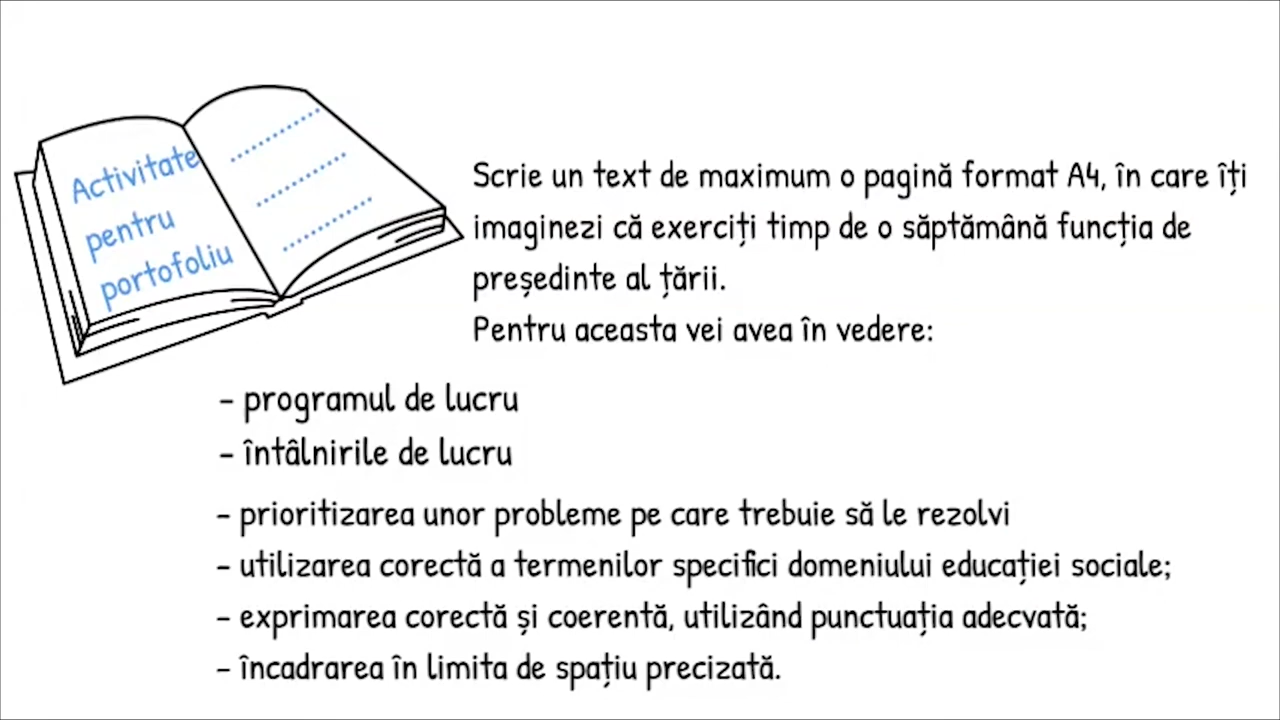 Activitate
pentru
portofoliu
Scrie un text de maximum o pagină format A4, în care îți
imaginezi că exerciți timp de o săptămână funcția de
președinte al țării.
Pentru aceasta vei avea în vedere:
- programul de lucru
- întâlnirile de lucru
- prioritizarea unor probleme pe care trebuie să le rezolvi
- utilizarea corectă a termenilor specifici domeniului educației sociale;
- exprimarea corectă și coerentă, utilizând punctuația adecvată;
- încadrarea în limita de spațiu precizată.